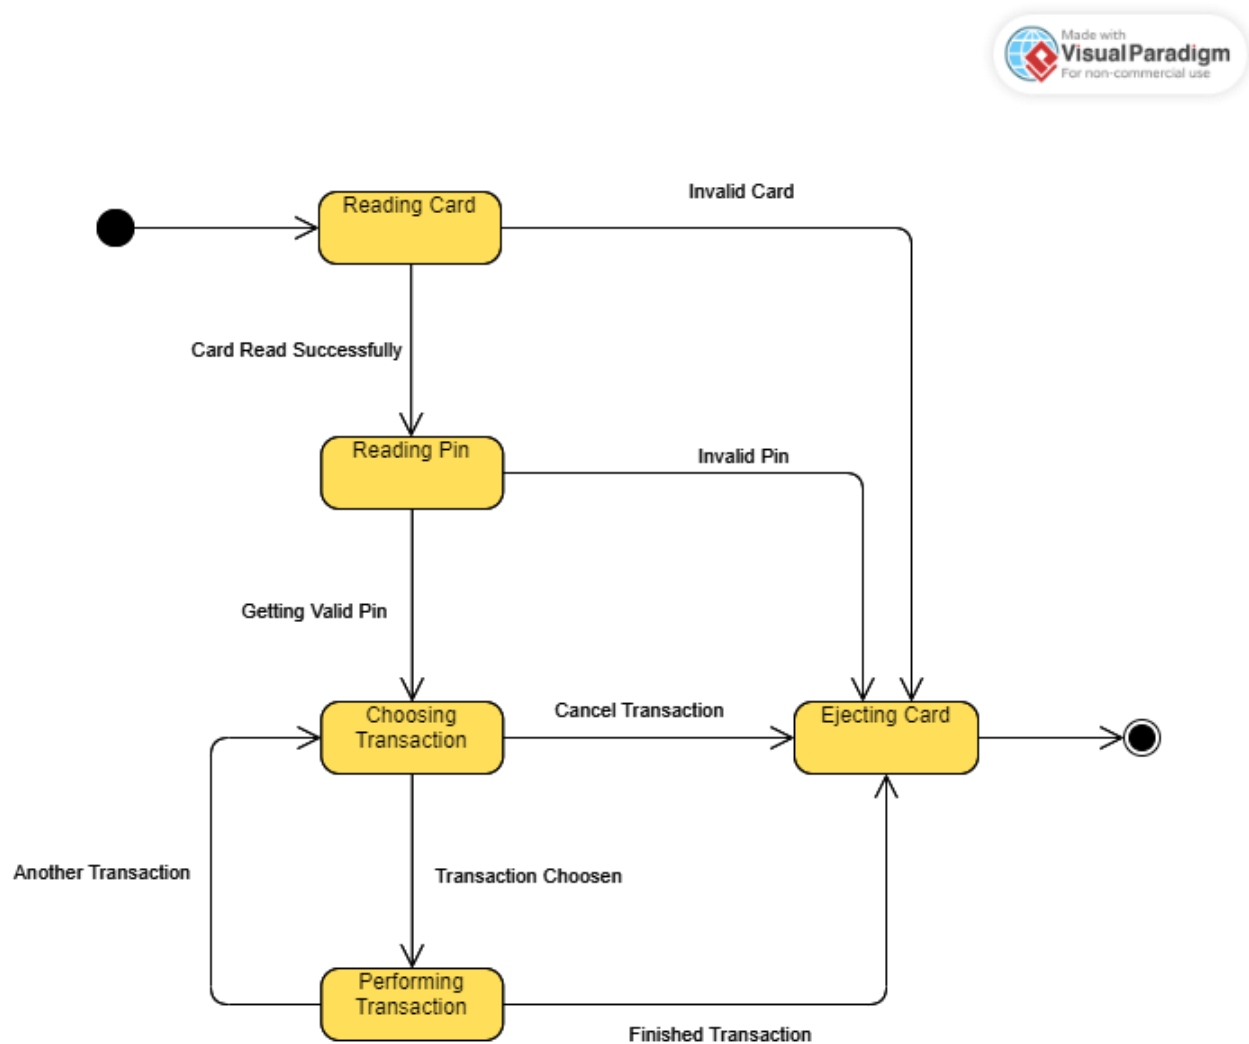 Made with
Visual Paradigm
For non-commercial use
Invalid Card
Reading Card
Card Read Successfully
Reading Pin
Invalid Pin
Getting Valid Pin
Choosing
Transaction
Cancel Transaction
Ejecting Card
Another Transaction
Transaction Choosen
Performing
Transaction
Finished Transaction